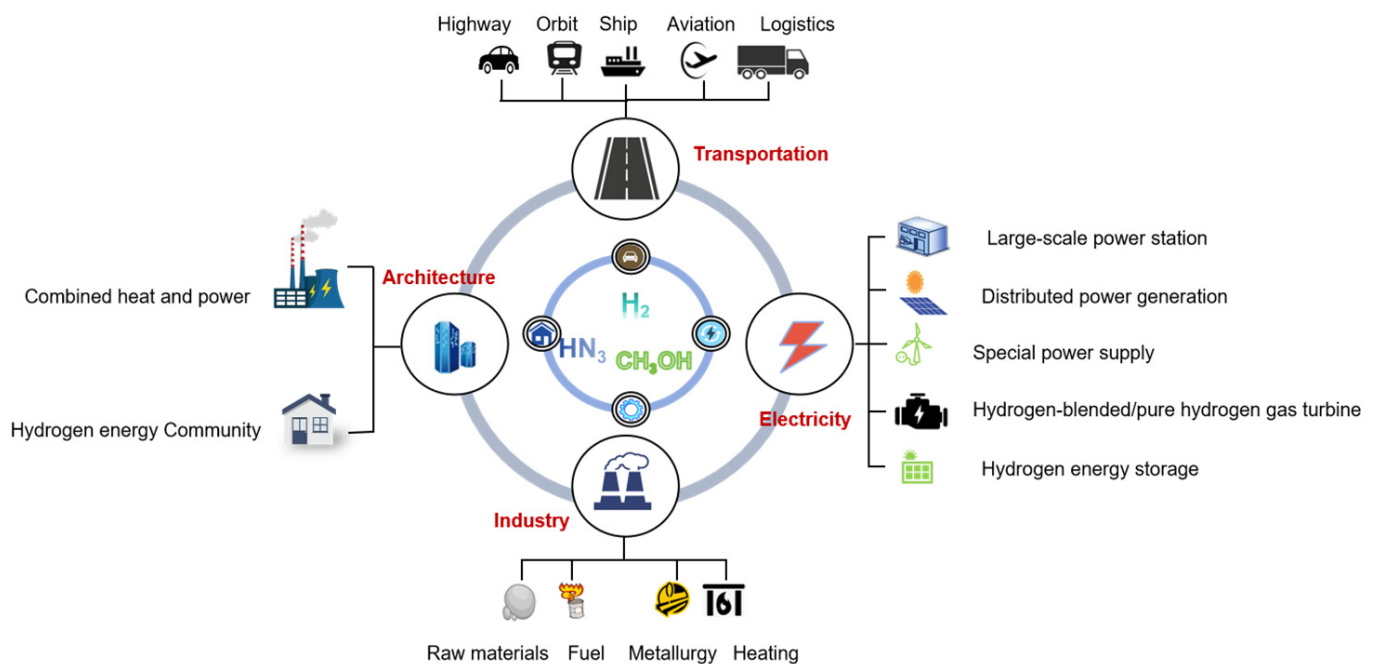 Highway Orbit Ship Aviation Logistics
Transportation
Architecture
Combined heat and power
Hydrogen energy Community
H₂
HN₃
CH₃OH
Large-scale power station
Distributed power generation
Special power supply
Hydrogen-blended/pure hydrogen gas turbine
Hydrogen energy storage
Electricity
Industry
Raw materials Fuel Metallurgy Heating